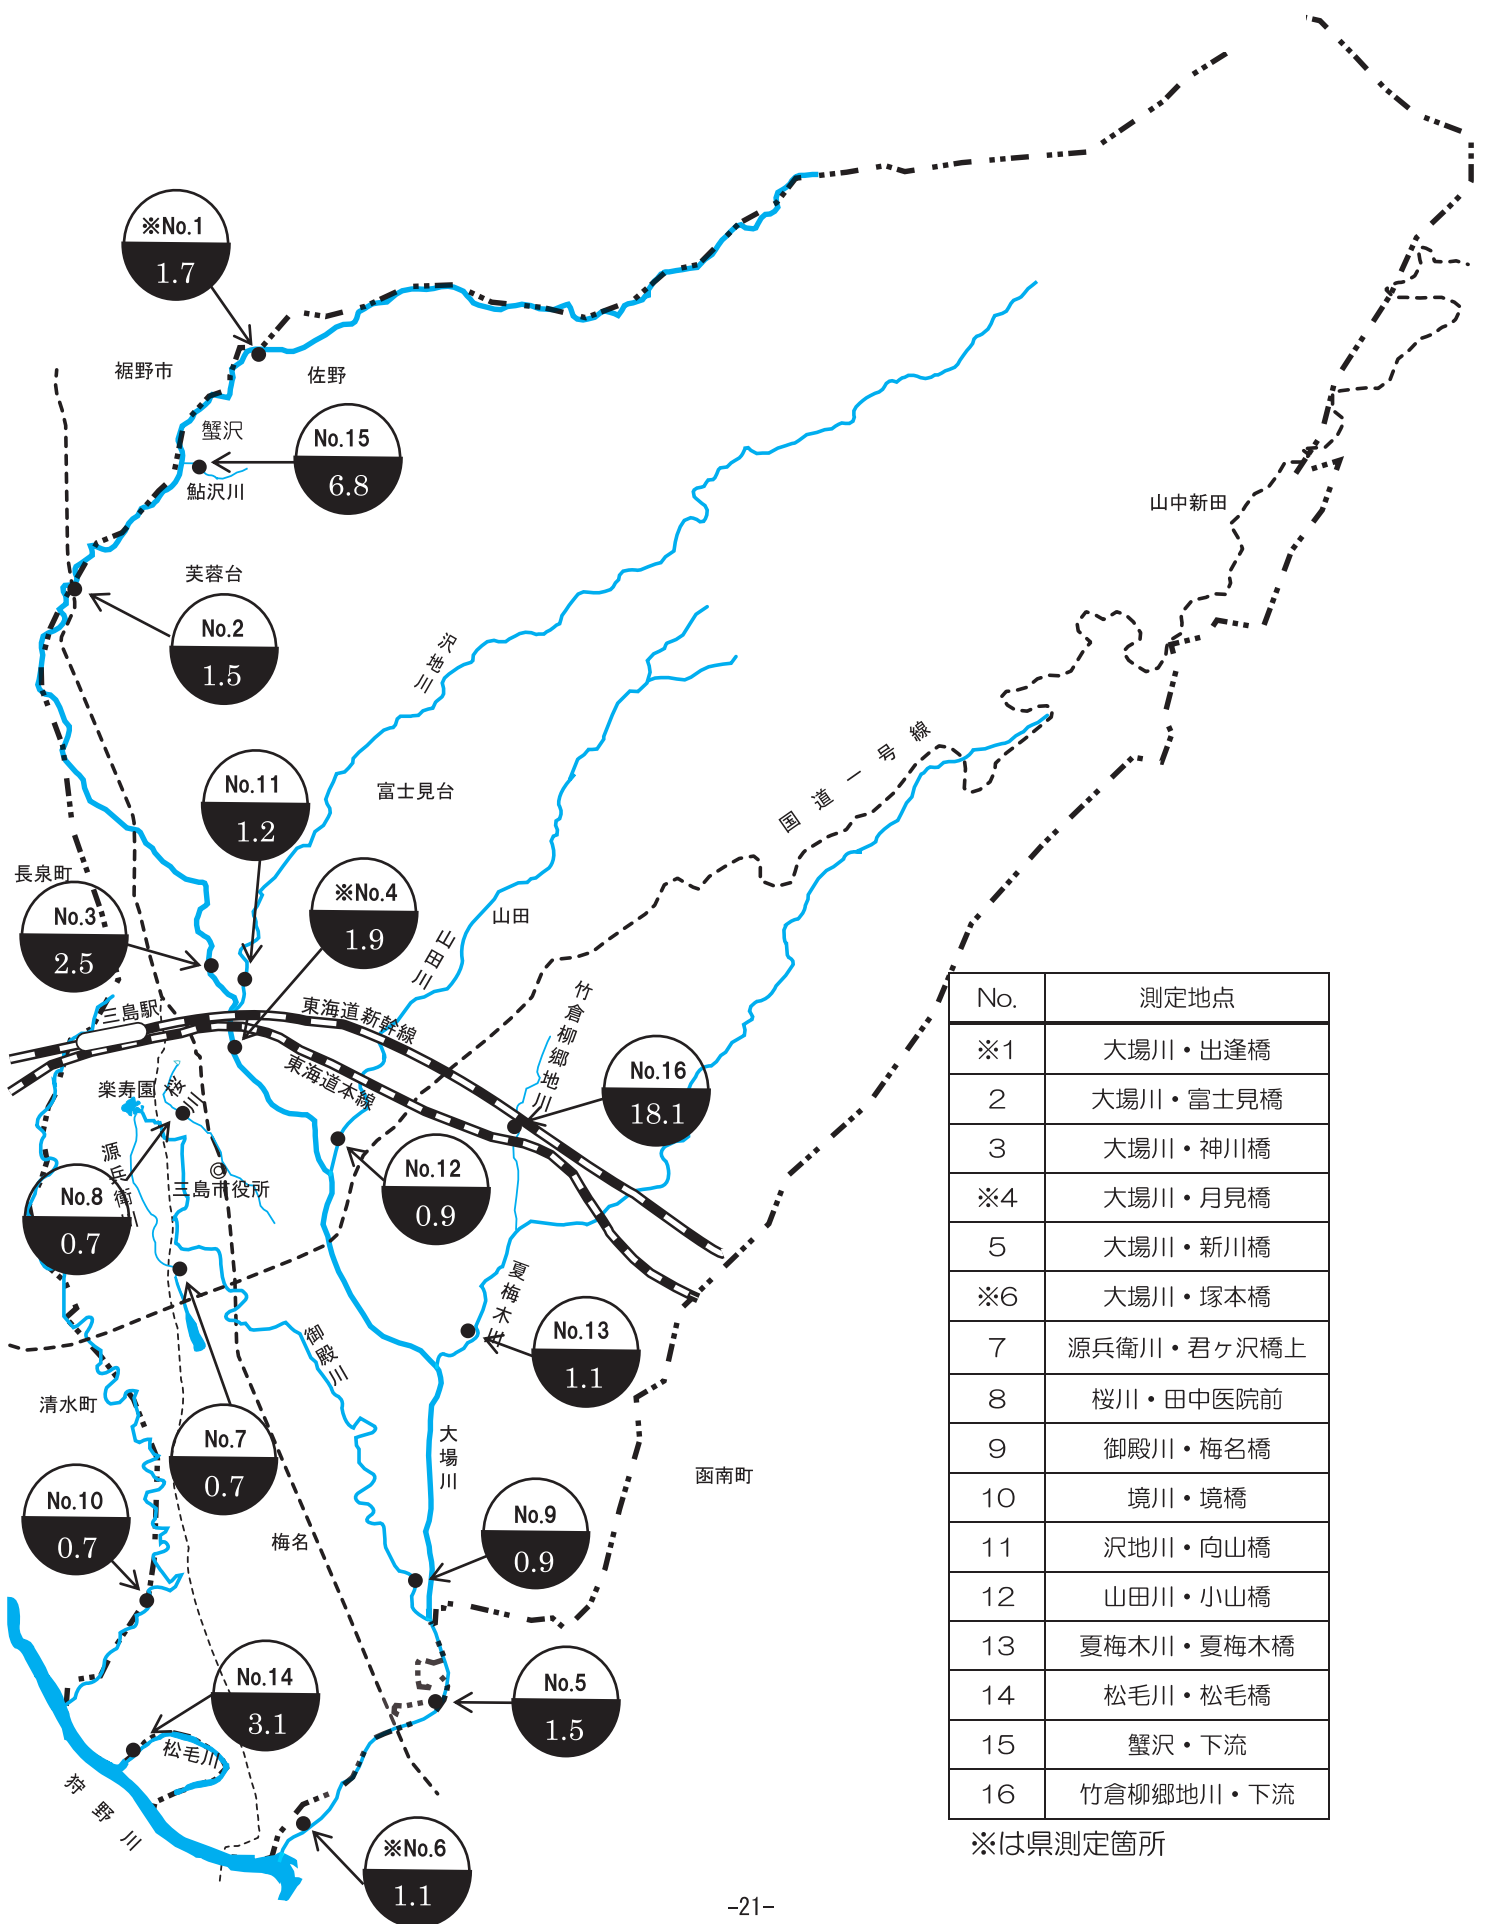 ※No.1
1.7
裾野市
佐野
蟹沢
No.15
6.8
鮎沢川
山中新田
芙蓉台
No.2
1.5
沢地川
国道一号線
No.11
1.2
富士見台
長泉町
※No.4
1.9
No.3
2.5
山田
山田川
竹倉柳郷地川
三島駅
東海道新幹線
東海道本線
No.16
18.1
楽寿園
桜川
源兵衛川
三島市役所
No.8
0.7
No.12
0.9
夏梅木川
No.13
1.1
御殿川
清水町
No.7
0.7
大場川
函南町
No.10
0.7
梅名
No.9
0.9
No.14
3.1
No.5
1.5
松毛川
狩野川
※No.6
1.1
No. 測定地点
※1 大場川・出逢橋
2 大場川・富士見橋
3 大場川・神川橋
※4 大場川・月見橋
5 大場川・新川橋
※6 大場川・塚本橋
7 源兵衛川・君ヶ沢橋上
8 桜川・田中医院前
9 御殿川・梅名橋
10 境川・境橋
11 沢地川・向山橋
12 山田川・小山橋
13 夏梅木川・夏梅木橋
14 松毛川・松毛橋
15 蟹沢・下流
16 竹倉柳郷地川・下流
※は県測定箇所
-21-